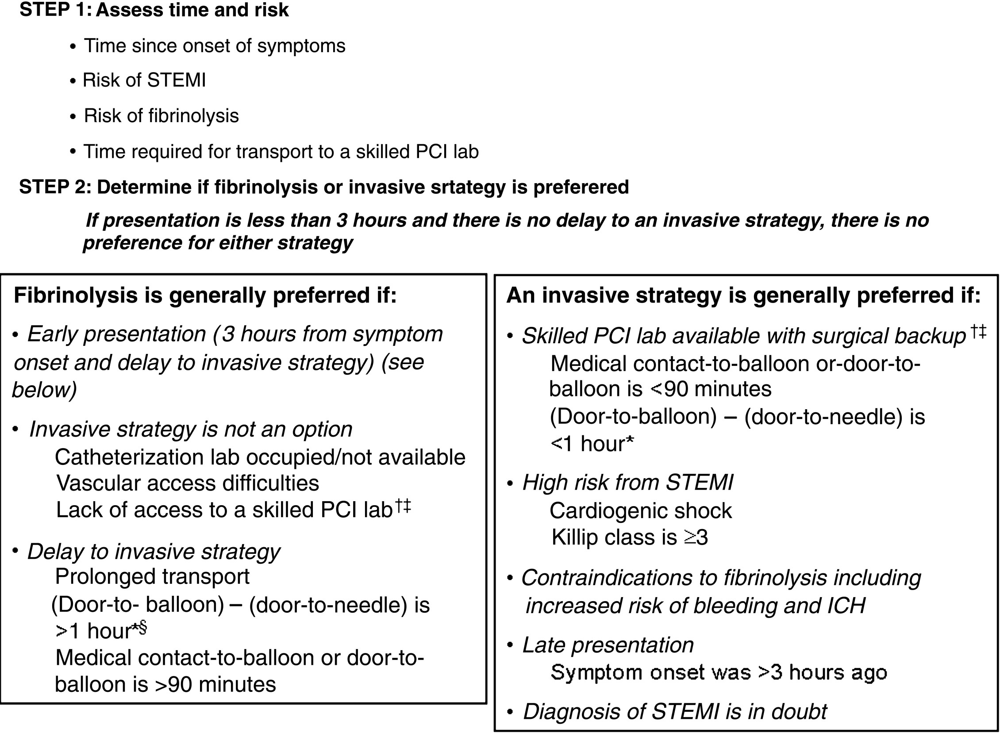 STEP 1: Assess time and risk
• Time since onset of symptoms
• Risk of STEMI
• Risk of fibrinolysis
• Time required for transport to a skilled PCI lab
STEP 2: Determine if fibrinolysis or invasive srtategy is preferered
If presentation is less than 3 hours and there is no delay to an invasive strategy, there is no
preference for either strategy
Fibrinolysis is generally preferred if:
• Early presentation (3 hours from symptom
onset and delay to invasive strategy) (see
below)
• Invasive strategy is not an option
Catheterization lab occupied/not available
Vascular access difficulties
Lack of access to a skilled PCI lab†‡
• Delay to invasive strategy
Prolonged transport
(Door-to- balloon) – (door-to-needle) is
>1 hour*§
Medical contact-to-balloon or door-to-
balloon is >90 minutes
An invasive strategy is generally preferred if:
• Skilled PCI lab available with surgical backup †‡
Medical contact-to-balloon or-door-to-
balloon is <90 minutes
(Door-to-balloon) – (door-to-needle) is
<1 hour*
• High risk from STEMI
Cardiogenic shock
Killip class is ≥3
• Contraindications to fibrinolysis including
increased risk of bleeding and ICH
• Late presentation
Symptom onset was >3 hours ago
• Diagnosis of STEMI is in doubt